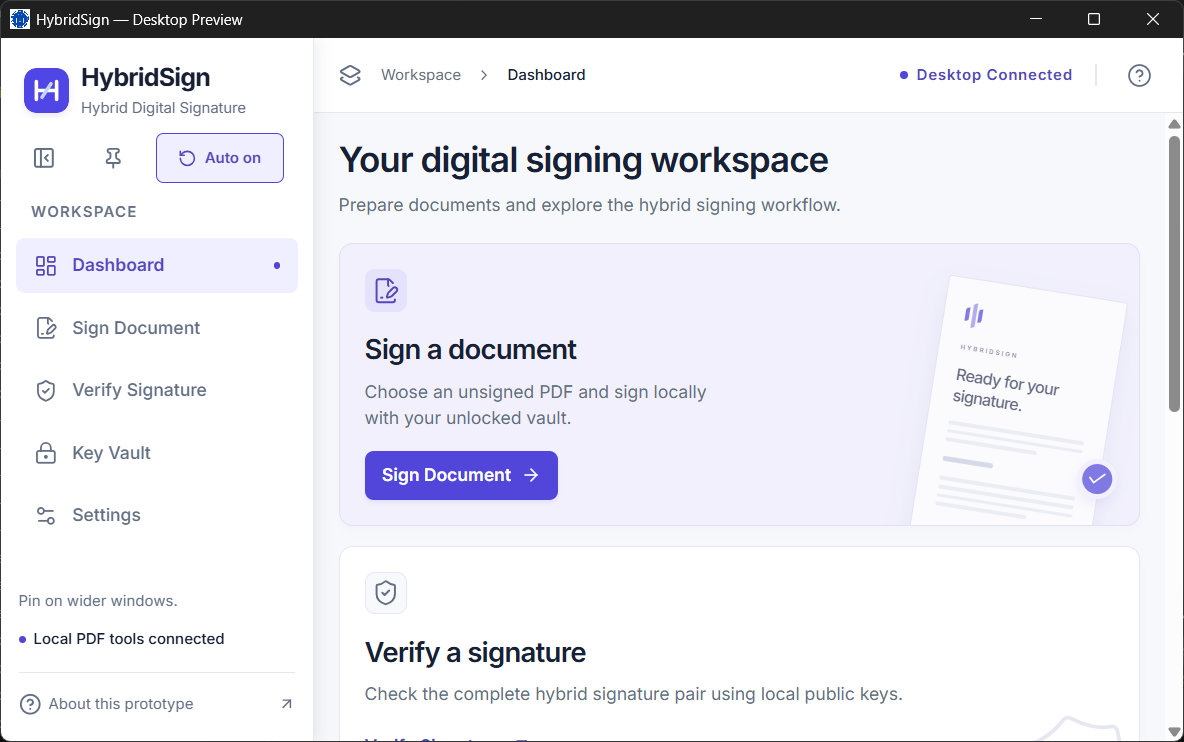 HybridSign — Desktop Preview
HybridSign
Hybrid Digital Signature
Auto on
WORKSPACE
Dashboard
Sign Document
Verify Signature
Key Vault
Settings
Pin on wider windows.
Local PDF tools connected
About this prototype
Workspace
Dashboard
Desktop Connected
Your digital signing workspace
Prepare documents and explore the hybrid signing workflow.
Sign a document
Choose an unsigned PDF and sign locally
with your unlocked vault.
Sign Document
HYBRIDSIGN
Ready for your
signature.
Verify a signature
Check the complete hybrid signature pair using local public keys.